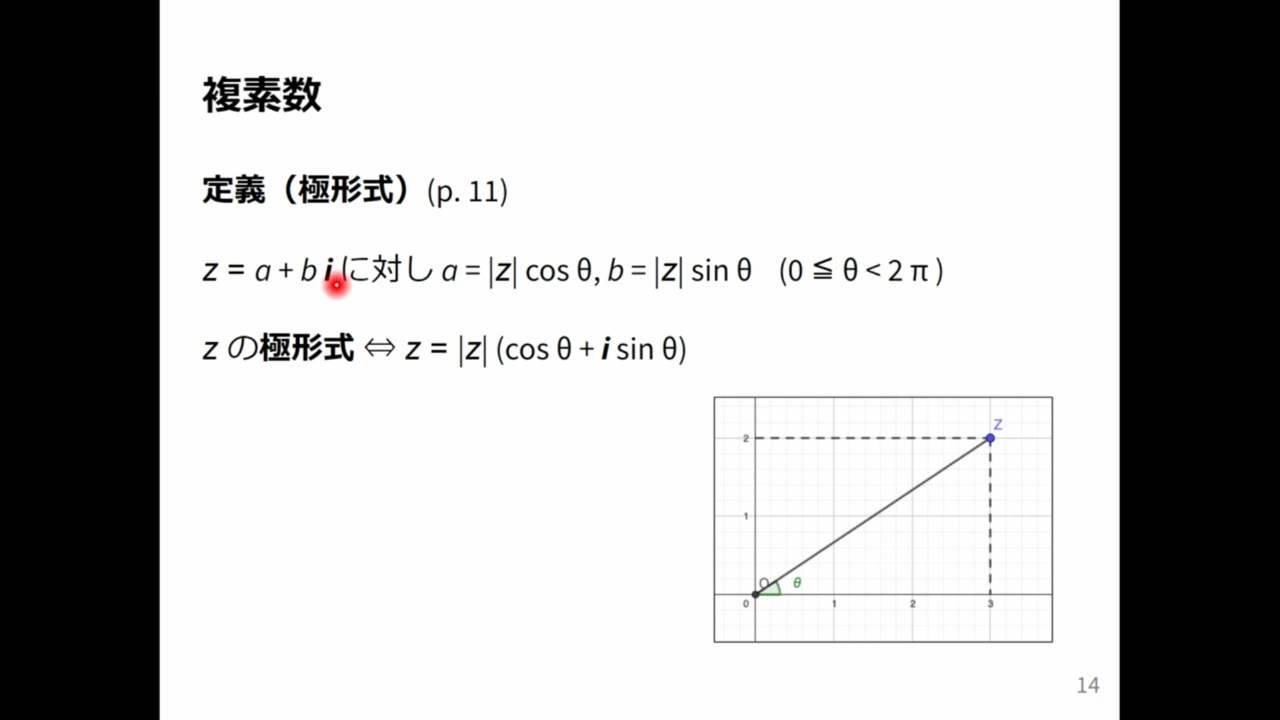 複素数
定義（極形式）(p. 11)
z = a + b i に対し a = |z| cos θ, b = |z| sin θ (0 ≦ θ < 2 π )
z の極形式 ⇔ z = |z| (cos θ + i sin θ)
z
2
1
O θ
0 1 2 3
14